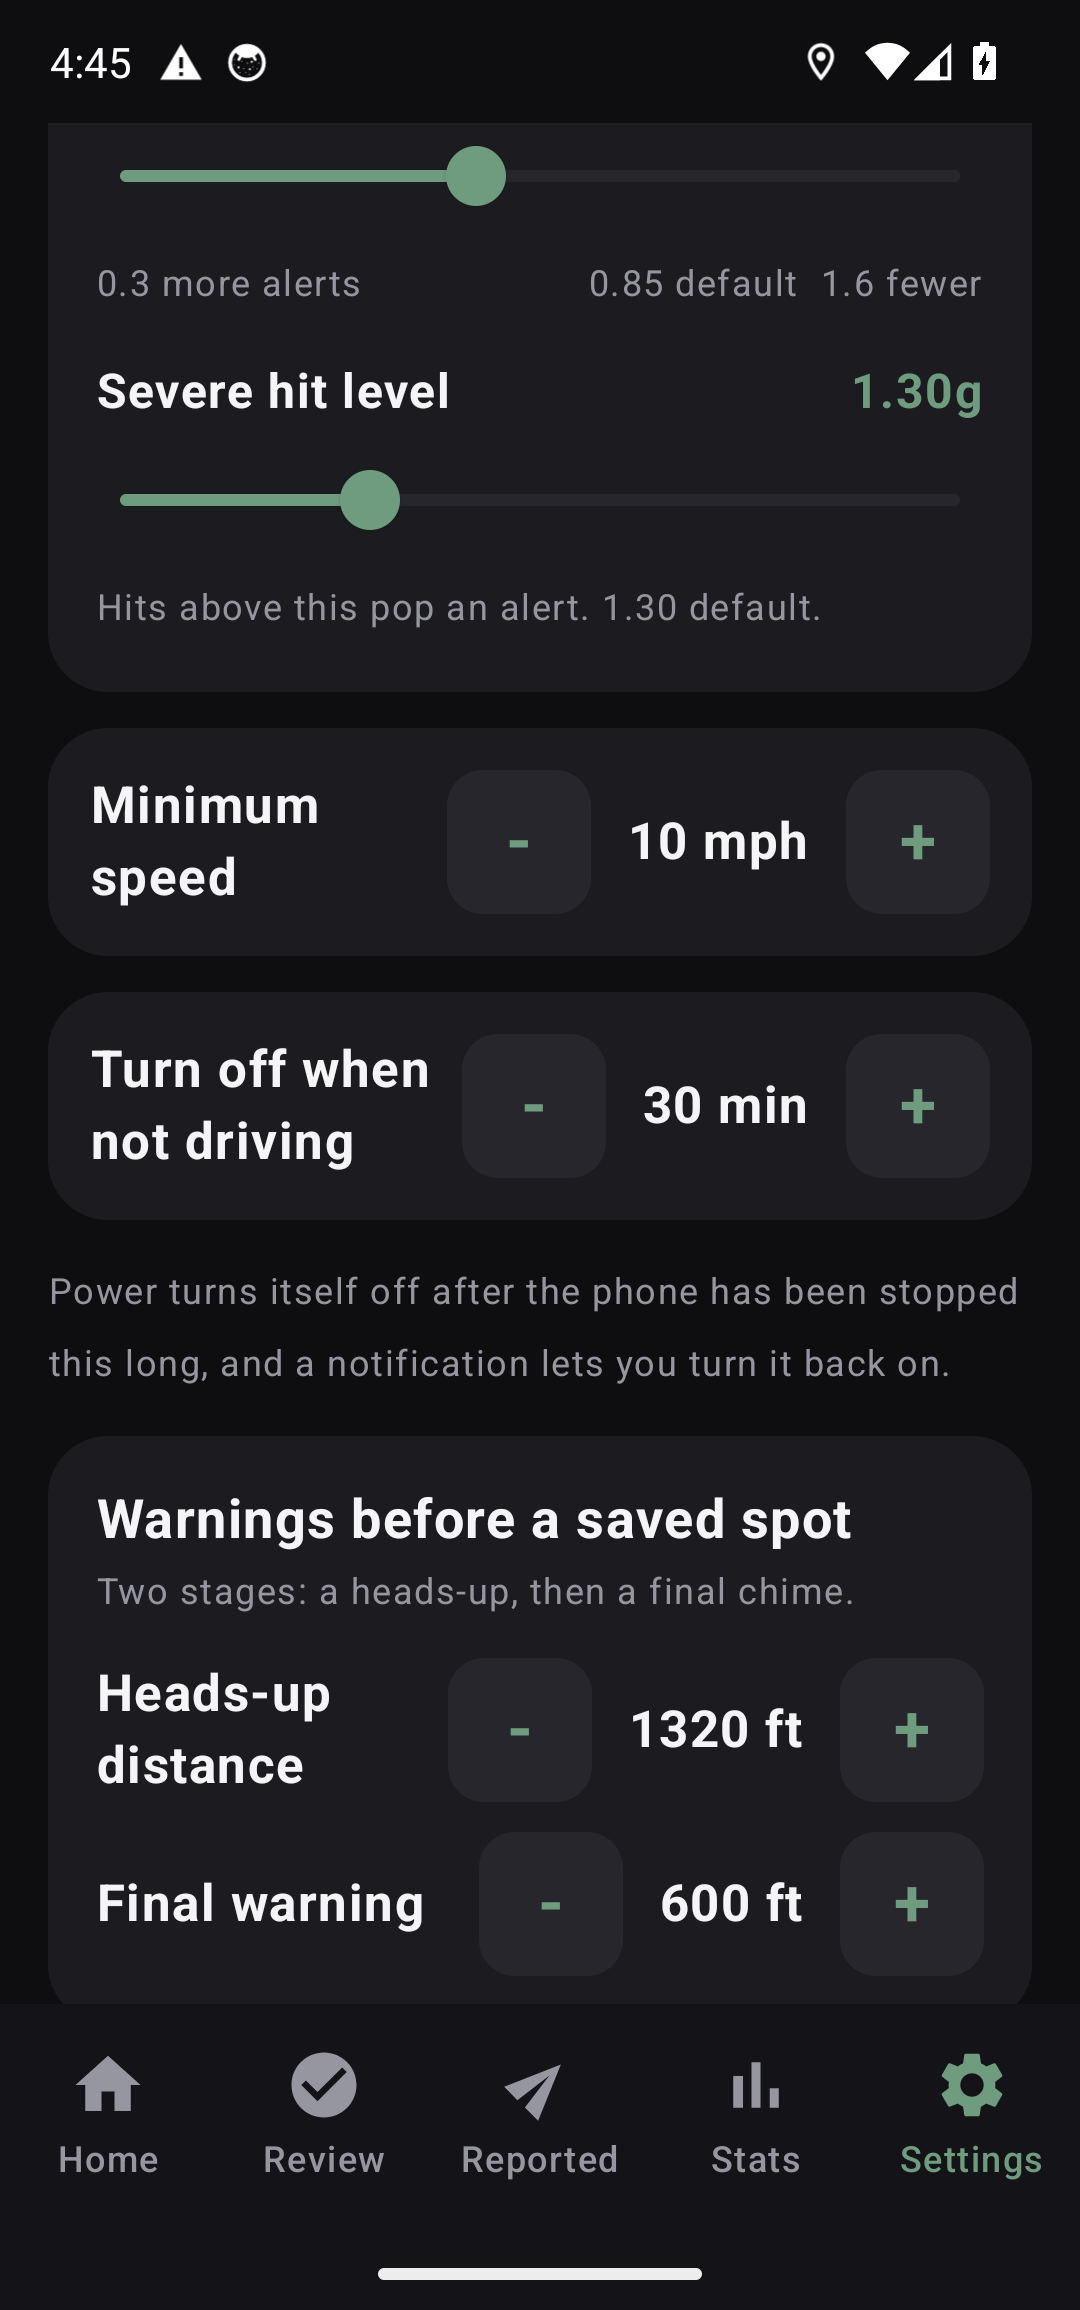 4:45
0.3 more alerts 0.85 default 1.6 fewer
Severe hit level 1.30g
Hits above this pop an alert. 1.30 default.
Minimum
speed
- 10 mph +
Turn off when
not driving
- 30 min +
Power turns itself off after the phone has been stopped
this long, and a notification lets you turn it back on.
Warnings before a saved spot
Two stages: a heads-up, then a final chime.
Heads-up
distance
- 1320 ft +
Final warning - 600 ft +
Home Review Reported Stats Settings